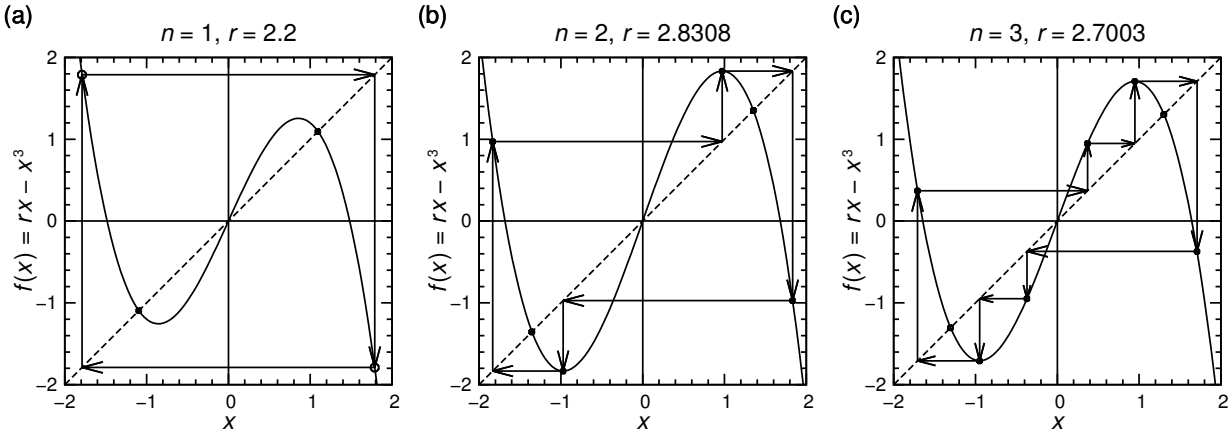 (a)
n = 1, r = 2.2
f(x) = rx − x³
2
1
0
−1
−2
−2
−1
0
1
2
x
(b)
n = 2, r = 2.8308
f(x) = rx − x³
2
1
0
−1
−2
−2
−1
0
1
2
x
(c)
n = 3, r = 2.7003
f(x) = rx − x³
2
1
0
−1
−2
−2
−1
0
1
2
x